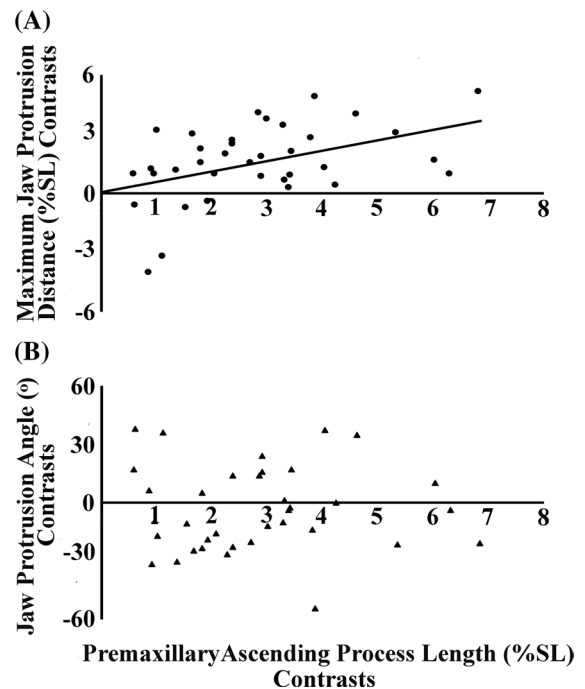 (A)
Maximum Jaw Protrusion
Distance (%SL) Contrasts
6
3
0
-3
-6
1 2 3 4 5 6 7 8
(B)
Jaw Protrusion Angle (º)
Contrasts
60
30
0
-30
-60
1 2 3 4 5 6 7 8
Premaxillary Ascending Process Length (%SL)
Contrasts